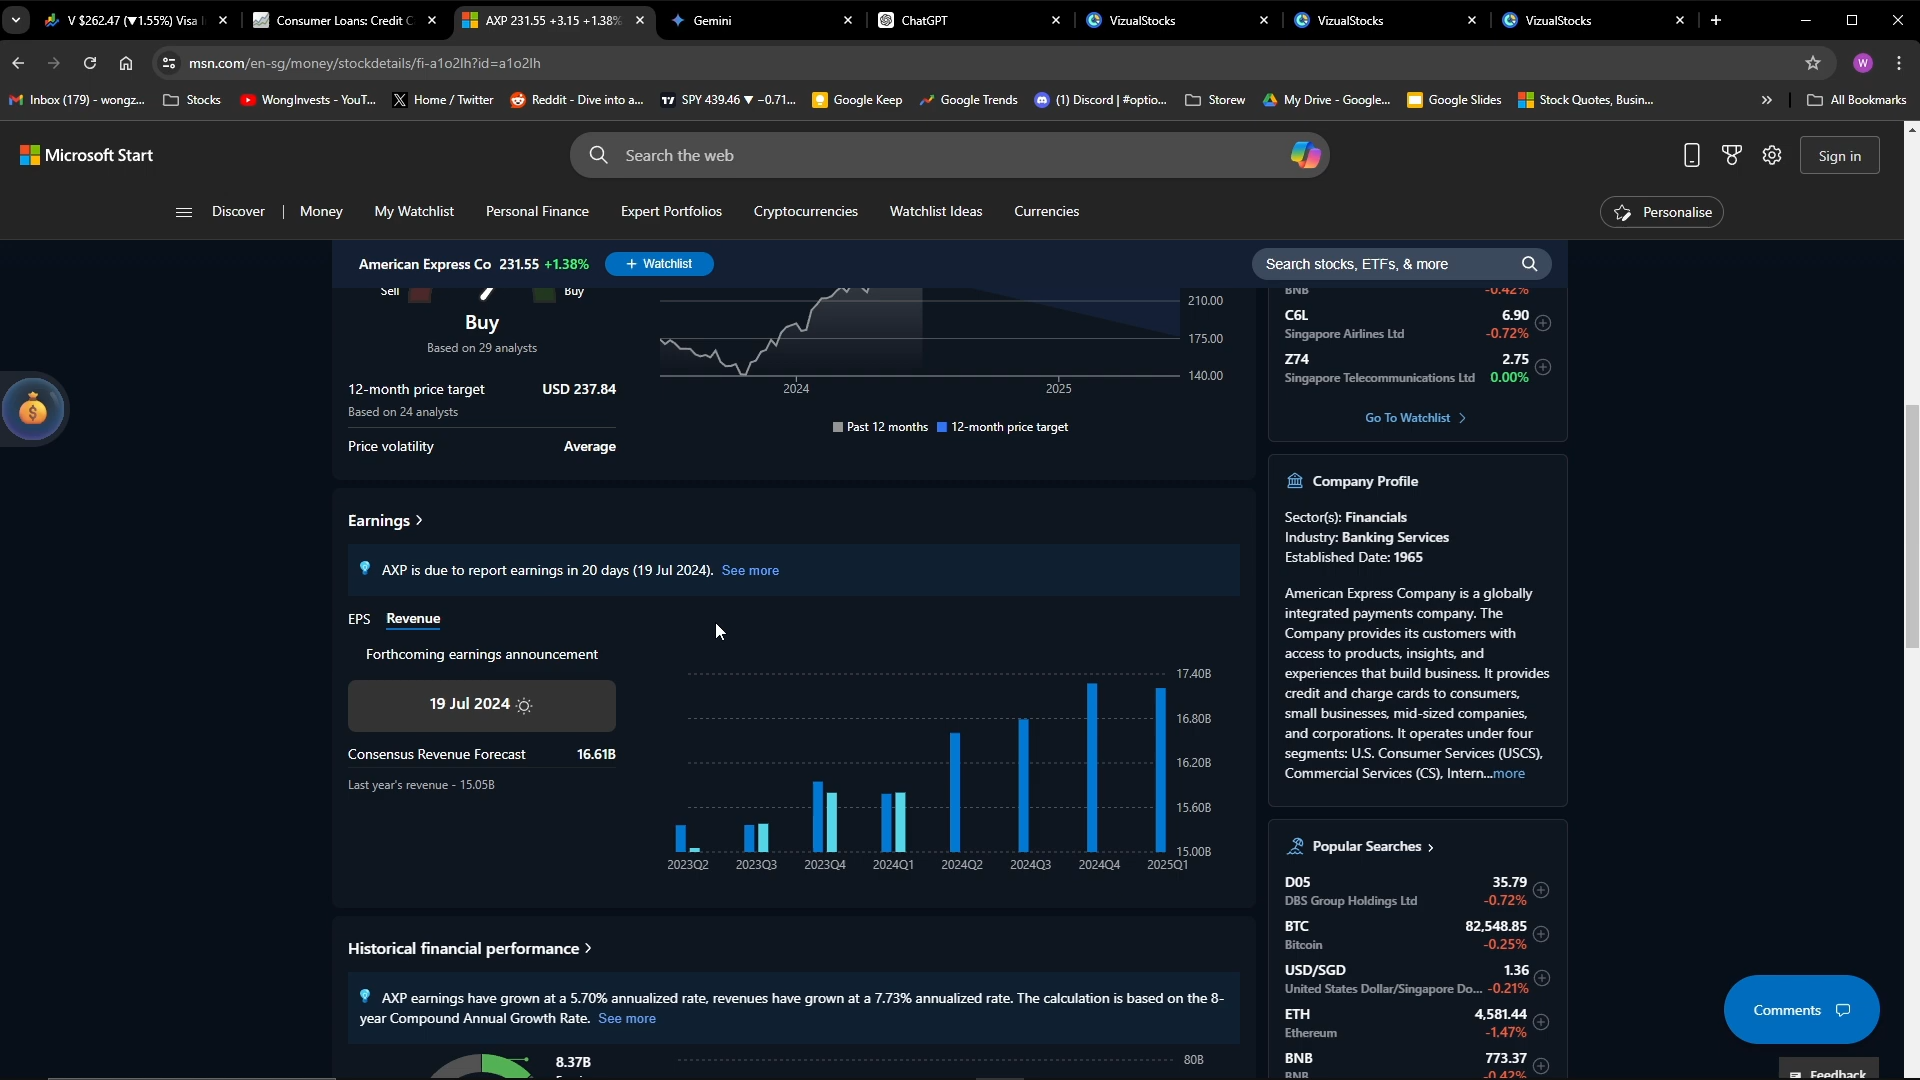 V $262.47 (▼1.55%) Visa
Consumer Loans: Credit C
AXP 231.55 +3.15 +1.38%
Gemini
ChatGPT
VizualStocks
VizualStocks
VizualStocks
msn.com/en-sg/money/stockdetails/fi-a1o2lh?id=a1o2lh
W
Inbox (179) - wongz...
Stocks
WongInvests - YouT...
Home / Twitter
Reddit - Dive into a...
SPY 439.46 ▼ -0.71...
Google Keep
Google Trends
(1) Discord | #optio...
Storew
My Drive - Google...
Google Slides
Stock Quotes, Busin...
»
All Bookmarks
Microsoft Start
Search the web
Sign in
Discover
Money
My Watchlist
Personal Finance
Expert Portfolios
Cryptocurrencies
Watchlist Ideas
Currencies
Personalise
American Express Co 231.55 +1.38%
+ Watchlist
Search stocks, ETFs, & more
Sell
Buy
Buy
Based on 29 analysts
12-month price target USD 237.84
Based on 24 analysts
Price volatility Average
210.00
175.00
140.00
2024 2025
Past 12 months 12-month price target
Earnings >
AXP is due to report earnings in 20 days (19 Jul 2024). See more
EPS Revenue
Forthcoming earnings announcement
19 Jul 2024
Consensus Revenue Forecast 16.61B
Last year's revenue - 15.05B
17.40B
16.80B
16.20B
15.60B
15.00B
2023Q2 2023Q3 2023Q4 2024Q1 2024Q2 2024Q3 2024Q4 2025Q1
Historical financial performance >
AXP earnings have grown at a 5.70% annualized rate, revenues have grown at a 7.73% annualized rate. The calculation is based on the 8-
year Compound Annual Growth Rate. See more
8.37B
80B
BNB -0.42%
C6L 6.90
Singapore Airlines Ltd -0.72%
Z74 2.75
Singapore Telecommunications Ltd 0.00%
Go To Watchlist >
Company Profile
Sector(s): Financials
Industry: Banking Services
Established Date: 1965
American Express Company is a globally
integrated payments company. The
Company provides its customers with
access to products, insights, and
experiences that build business. It provides
credit and charge cards to consumers,
small businesses, mid-sized companies,
and corporations. It operates under four
segments: U.S. Consumer Services (USCS),
Commercial Services (CS), Intern...more
Popular Searches >
D05 35.79
DBS Group Holdings Ltd -0.72%
BTC 82,548.85
Bitcoin -0.25%
USD/SGD 1.36
United States Dollar/Singapore Do... -0.21%
ETH 4,581.44
Ethereum -1.47%
BNB 773.37
BNB -0.42%
Comments
Feedback